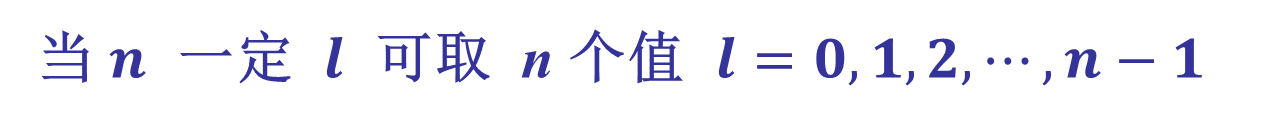 当 n 一定 l 可取 n 个值 l = 0, 1, 2, ⋯ , n − 1